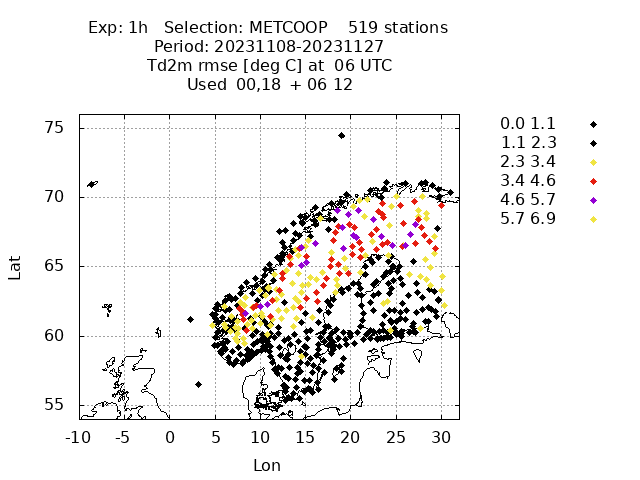 Exp: 1h   Selection: METCOOP    519 stations
Period: 20231108-20231127
Td2m rmse [deg C] at  06 UTC
Used  00,18  + 06 12
0.0 1.1
1.1 2.3
2.3 3.4
3.4 4.6
4.6 5.7
5.7 6.9
75
70
65
60
55
Lat
-10 -5 0 5 10 15 20 25 30
Lon